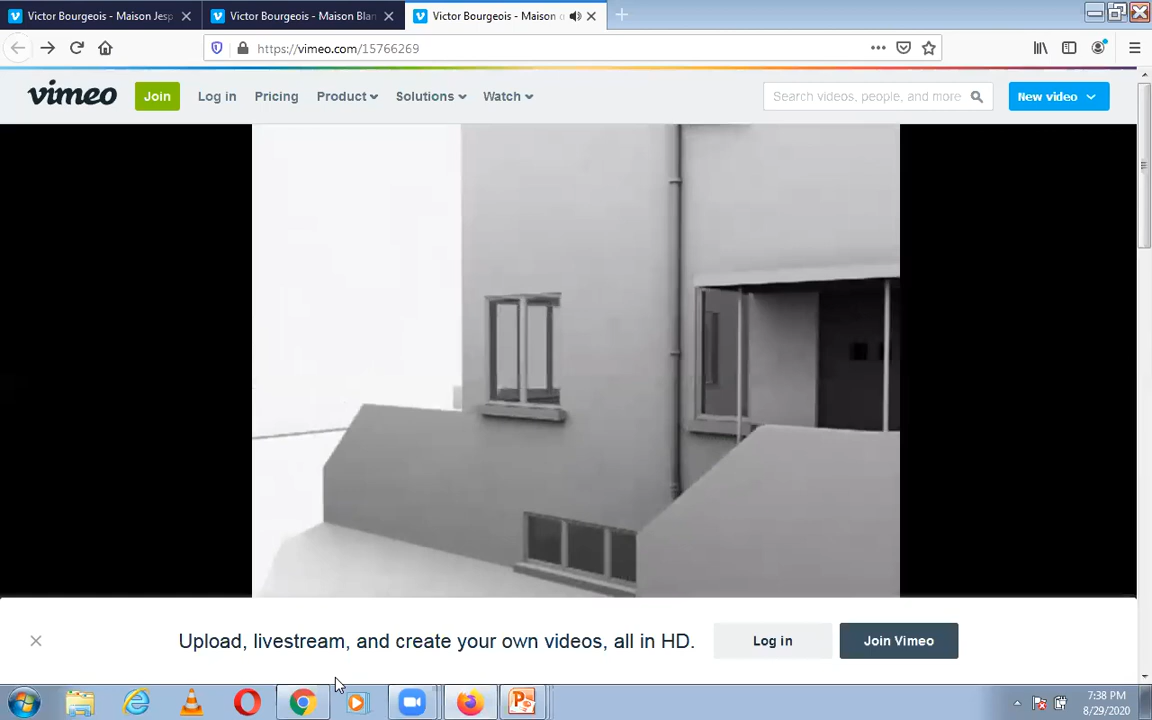 Victor Bourgeois - Maison Jesp
Victor Bourgeois - Maison Blan
Victor Bourgeois - Maison
https://vimeo.com/15766269
vimeo
Join
Log in
Pricing
Product
Solutions
Watch
Search videos, people, and more
New video
Upload, livestream, and create your own videos, all in HD.
Log in
Join Vimeo
7:38 PM
8/29/2020